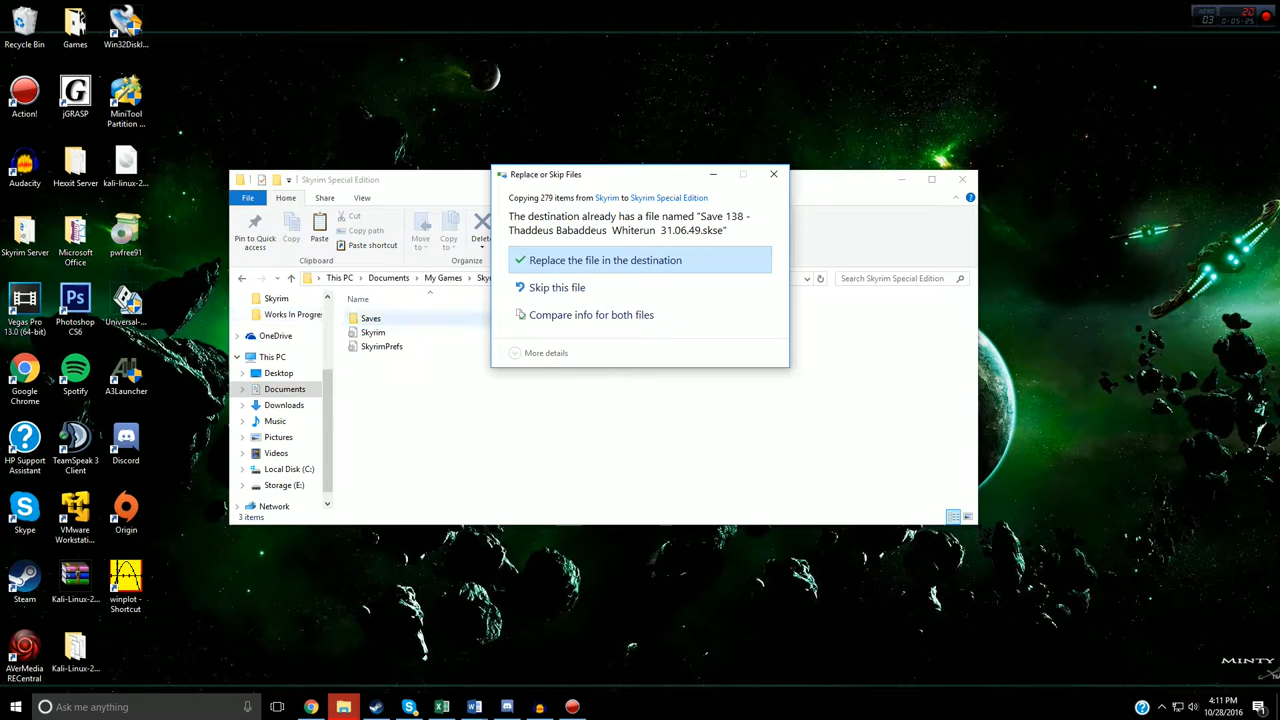 Recycle Bin
Games
Win32Diskl...
AERO
03
20
0:05:25
Action!
jGRASP
MiniTool
Partition ...
Audacity
Hexxit Server
kali-linux-2...
Skyrim Server
Microsoft
Office
pwfree91
Vegas Pro
13.0 (64-bit)
Photoshop
CS6
Universal-...
Google
Chrome
Spotify
A3Launcher
HP Support
Assistant
TeamSpeak 3
Client
Discord
Skype
VMware
Workstati...
Origin
Steam
Kali-Linux-2...
winplot -
Shortcut
AVerMedia
RECentral
Kali-Linux-2...
Skyrim Special Edition
File
Home
Share
View
Pin to Quick
access
Copy
Paste
Cut
Copy path
Paste shortcut
Clipboard
Move
to
Copy
to
Delete
Organize
This PC
Documents
My Games
Sky
Search Skyrim Special Edition
Skyrim
Works In Progres
OneDrive
This PC
Desktop
Documents
Downloads
Music
Pictures
Videos
Local Disk (C:)
Storage (E:)
Network
3 items
Name
Saves
Skyrim
SkyrimPrefs
Replace or Skip Files
Copying 279 items from Skyrim to Skyrim Special Edition
The destination already has a file named "Save 138 -
Thaddeus Babaddeus  Whiterun  31.06.49.skse"
Replace the file in the destination
Skip this file
Compare info for both files
More details
MINTY
Ask me anything
4:11 PM
10/28/2016
1